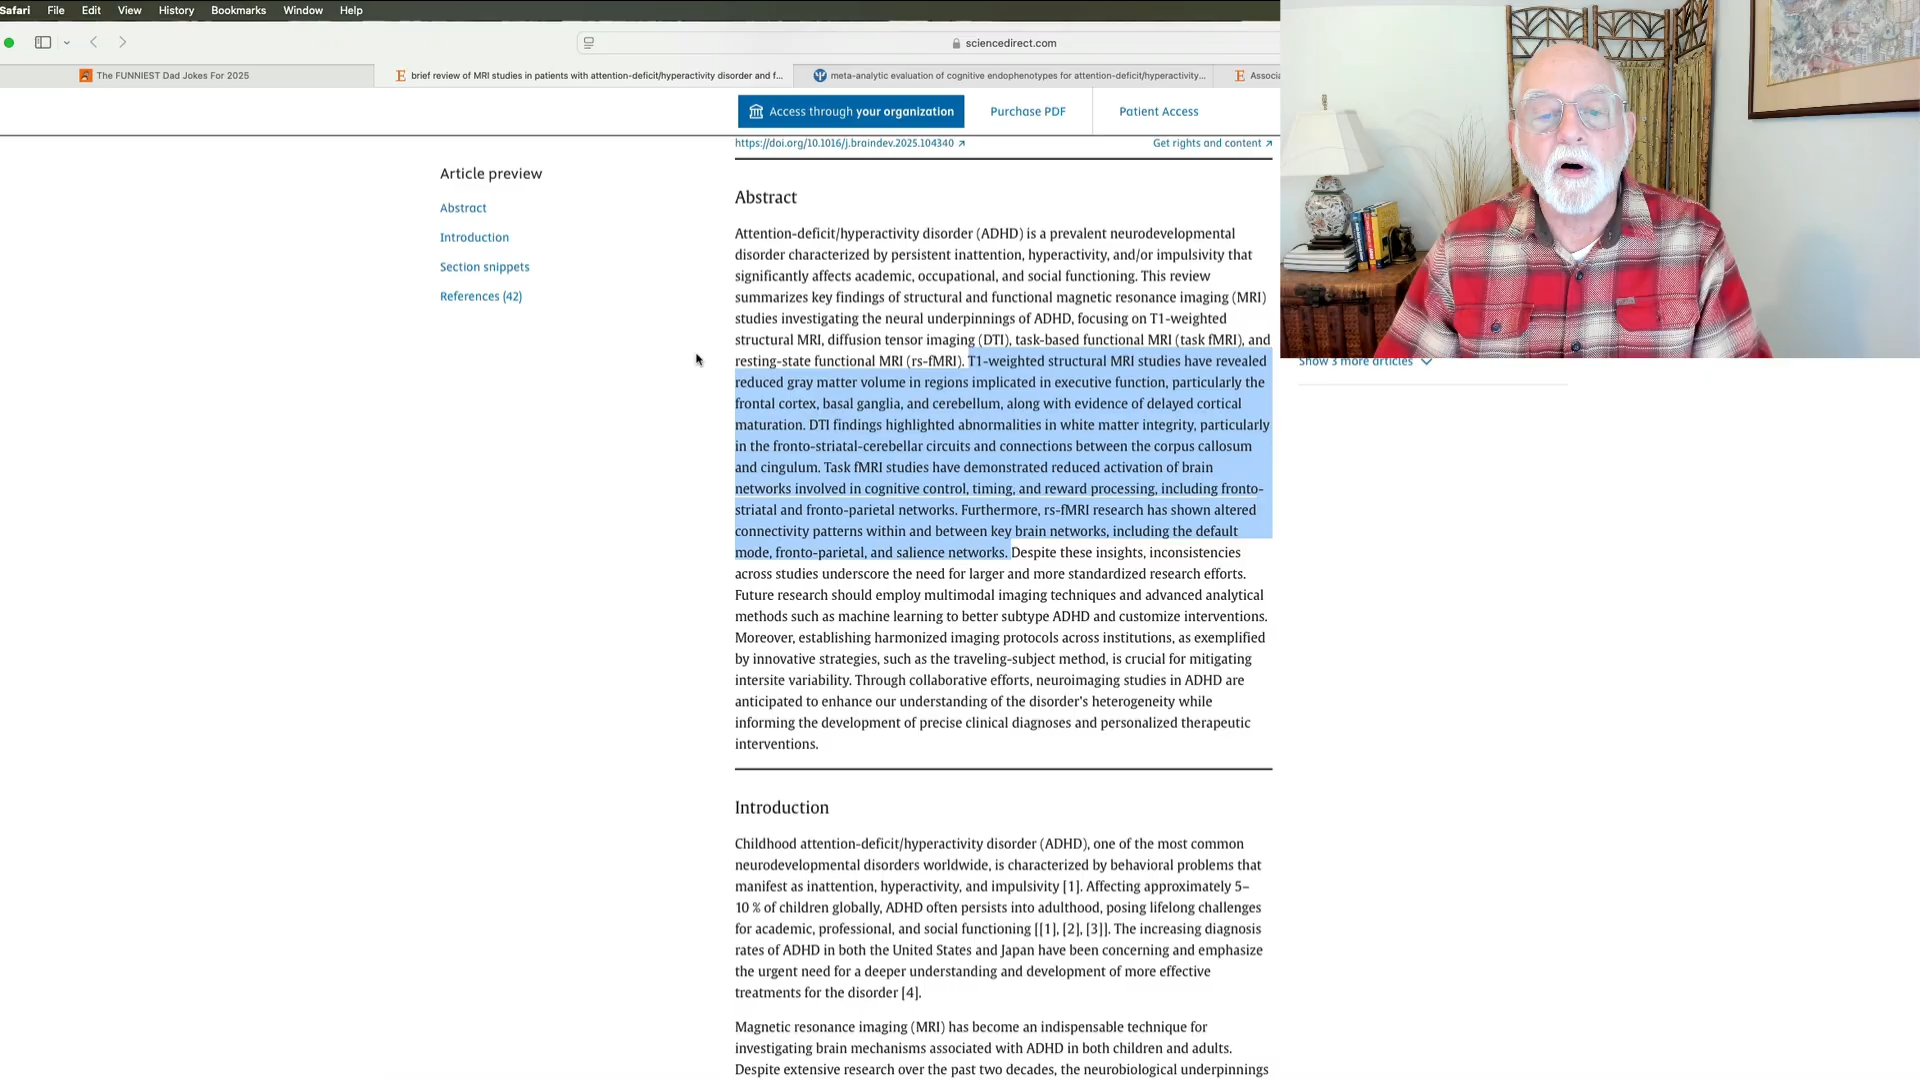 Safari File Edit View History Bookmarks Window Help
sciencedirect.com
The FUNNIEST Dad Jokes For 2025
brief review of MRI studies in patients with attention-deficit/hyperactivity disorder and f...
meta-analytic evaluation of cognitive endophenotypes for attention-deficit/hyperactivity...
Associa
Access through your organization
Purchase PDF
Patient Access
https://doi.org/10.1016/j.braindev.2025.104340
Get rights and content
Article preview
Abstract
Introduction
Section snippets
References (42)
Abstract
Attention-deficit/hyperactivity disorder (ADHD) is a prevalent neurodevelopmental
disorder characterized by persistent inattention, hyperactivity, and/or impulsivity that
significantly affects academic, occupational, and social functioning. This review
summarizes key findings of structural and functional magnetic resonance imaging (MRI)
studies investigating the neural underpinnings of ADHD, focusing on T1-weighted
structural MRI, diffusion tensor imaging (DTI), task-based functional MRI (task fMRI), and
resting-state functional MRI (rs-fMRI). T1-weighted structural MRI studies have revealed
reduced gray matter volume in regions implicated in executive function, particularly the
frontal cortex, basal ganglia, and cerebellum, along with evidence of delayed cortical
maturation. DTI findings highlighted abnormalities in white matter integrity, particularly
in the fronto-striatal-cerebellar circuits and connections between the corpus callosum
and cingulum. Task fMRI studies have demonstrated reduced activation of brain
networks involved in cognitive control, timing, and reward processing, including fronto-
striatal and fronto-parietal networks. Furthermore, rs-fMRI research has shown altered
connectivity patterns within and between key brain networks, including the default
mode, fronto-parietal, and salience networks. Despite these insights, inconsistencies
across studies underscore the need for larger and more standardized research efforts.
Future research should employ multimodal imaging techniques and advanced analytical
methods such as machine learning to better subtype ADHD and customize interventions.
Moreover, establishing harmonized imaging protocols across institutions, as exemplified
by innovative strategies, such as the traveling-subject method, is crucial for mitigating
intersite variability. Through collaborative efforts, neuroimaging studies in ADHD are
anticipated to enhance our understanding of the disorder's heterogeneity while
informing the development of precise clinical diagnoses and personalized therapeutic
interventions.
Show 3 more articles
Introduction
Childhood attention-deficit/hyperactivity disorder (ADHD), one of the most common
neurodevelopmental disorders worldwide, is characterized by behavioral problems that
manifest as inattention, hyperactivity, and impulsivity [1]. Affecting approximately 5–
10 % of children globally, ADHD often persists into adulthood, posing lifelong challenges
for academic, professional, and social functioning [[1], [2], [3]]. The increasing diagnosis
rates of ADHD in both the United States and Japan have been concerning and emphasize
the urgent need for a deeper understanding and development of more effective
treatments for the disorder [4].
Magnetic resonance imaging (MRI) has become an indispensable technique for
investigating brain mechanisms associated with ADHD in both children and adults.
Despite extensive research over the past two decades, the neurobiological underpinnings